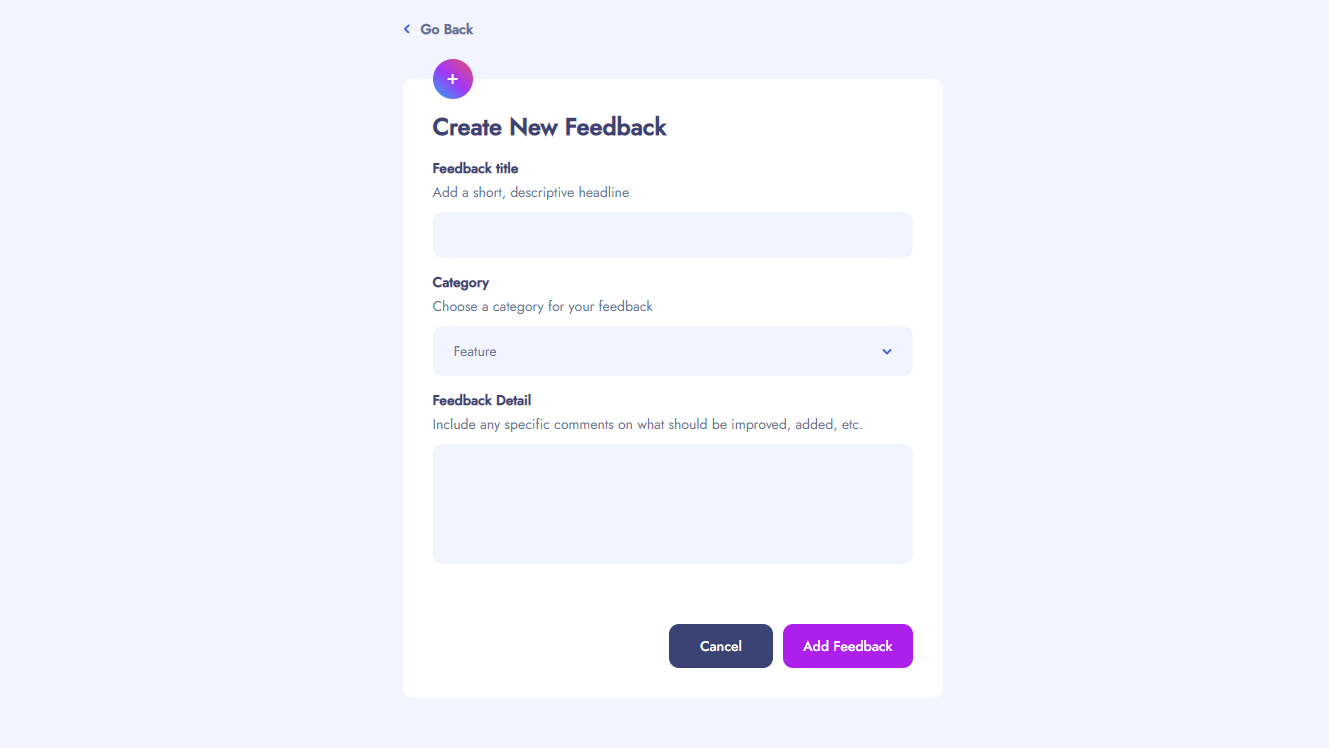 Go Back
+
Create New Feedback
Feedback title
Add a short, descriptive headline
Category
Choose a category for your feedback
Feature
Feedback Detail
Include any specific comments on what should be improved, added, etc.
Cancel
Add Feedback